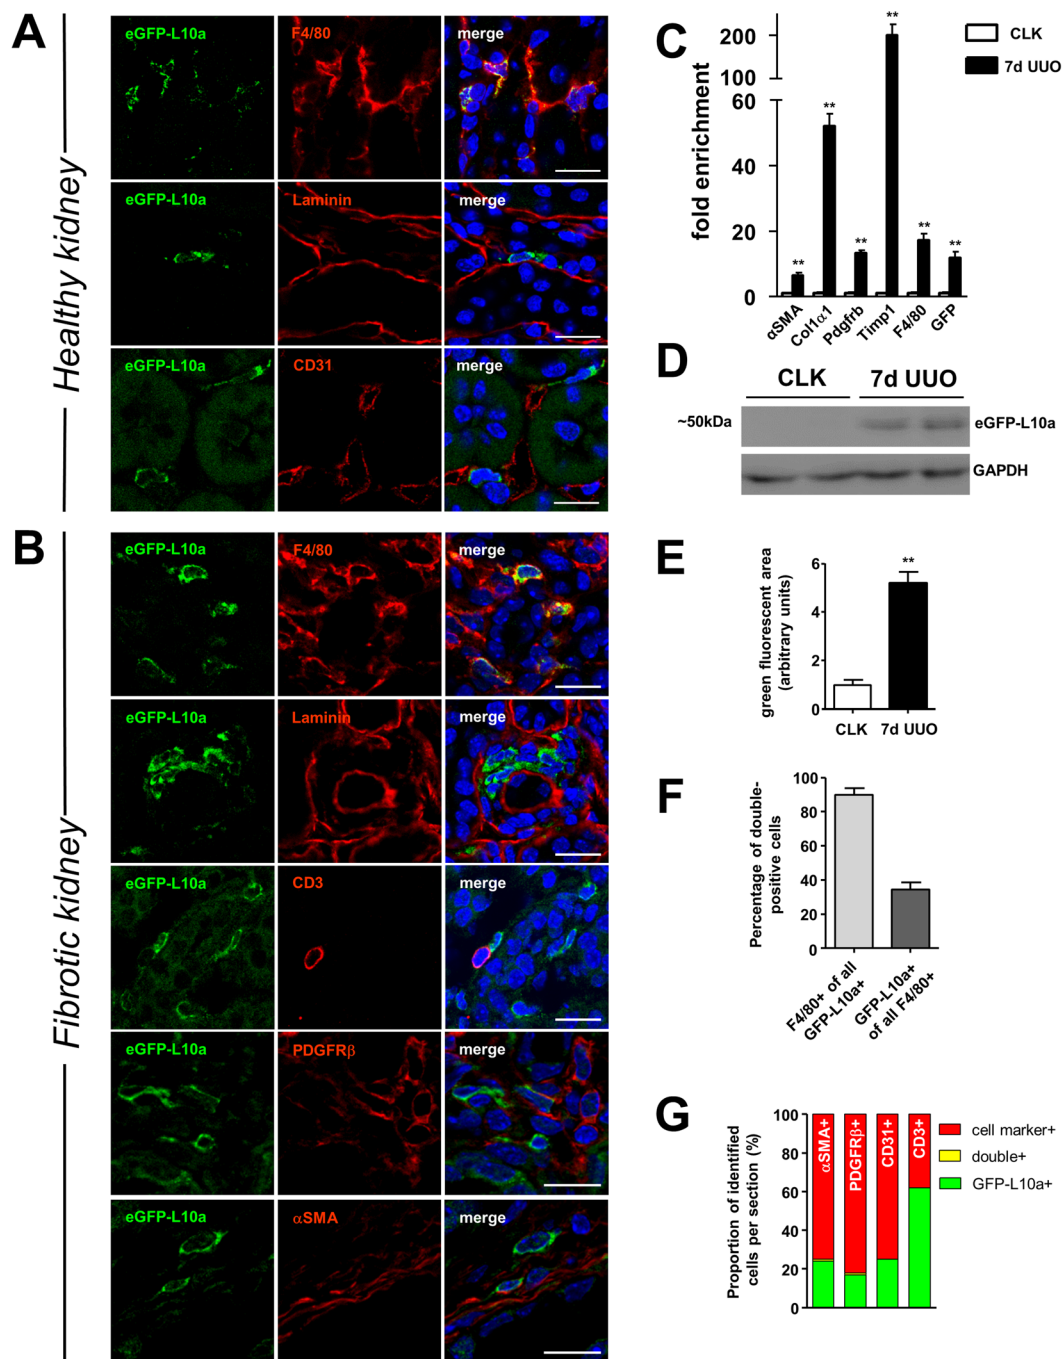 A
Healthy kidney
eGFP-L10a
F4/80
merge
eGFP-L10a
Laminin
merge
eGFP-L10a
CD31
merge
B
Fibrotic kidney
eGFP-L10a
F4/80
merge
eGFP-L10a
Laminin
merge
eGFP-L10a
CD3
merge
eGFP-L10a
PDGFRβ
merge
eGFP-L10a
αSMA
merge
C
fold enrichment
200
100
60
40
20
0
**
**
**
**
**
**
CLK
7d UUO
αSMA
Col1α1
Pdgfrb
Timp1
F4/80
GFP
D
CLK
7d UUO
~50kDa
eGFP-L10a
GAPDH
E
green fluorescent area
(arbitrary units)
6
4
2
0
**
CLK
7d UUO
F
Percentage of double-
positive cells
100
80
60
40
20
0
F4/80+ of all
GFP-L10a+
GFP-L10a+
of all F4/80+
G
Proportion of identified
cells per section (%)
100
80
60
40
20
0
αSMA+
PDGFRβ+
CD31+
CD3+
cell marker+
double+
GFP-L10a+